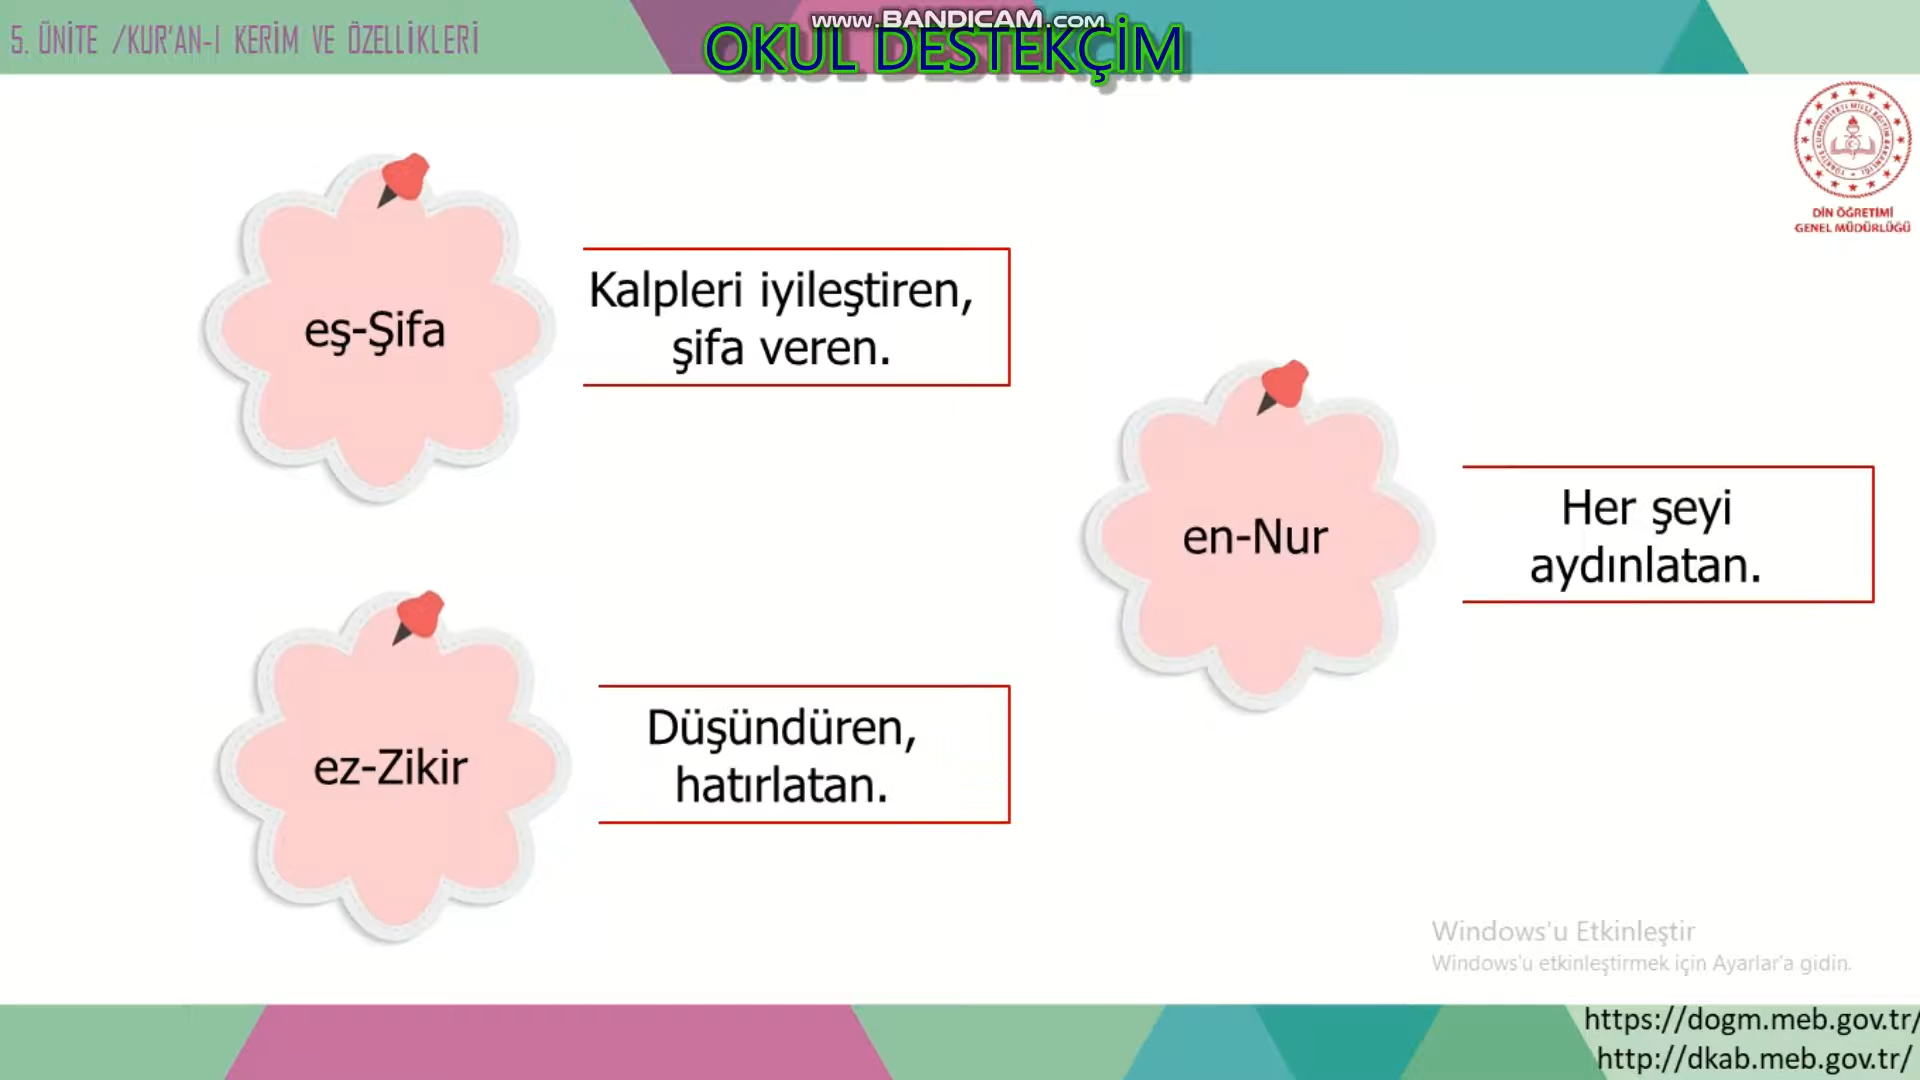 5. ÜNİTE /KUR'AN-I KERİM VE ÖZELLİKLERİ
www.BANDICAM.com
OKUL DESTEKÇİM
DİN ÖĞRETİMİ
GENEL MÜDÜRLÜĞÜ
eş-Şifa
Kalpleri iyileştiren,
şifa veren.
en-Nur
Her şeyi
aydınlatan.
ez-Zikir
Düşündüren,
hatırlatan.
Windows'u Etkinleştir
Windows'u etkinleştirmek için Ayarlar'a gidin.
https://dogm.meb.gov.tr/
http://dkab.meb.gov.tr/